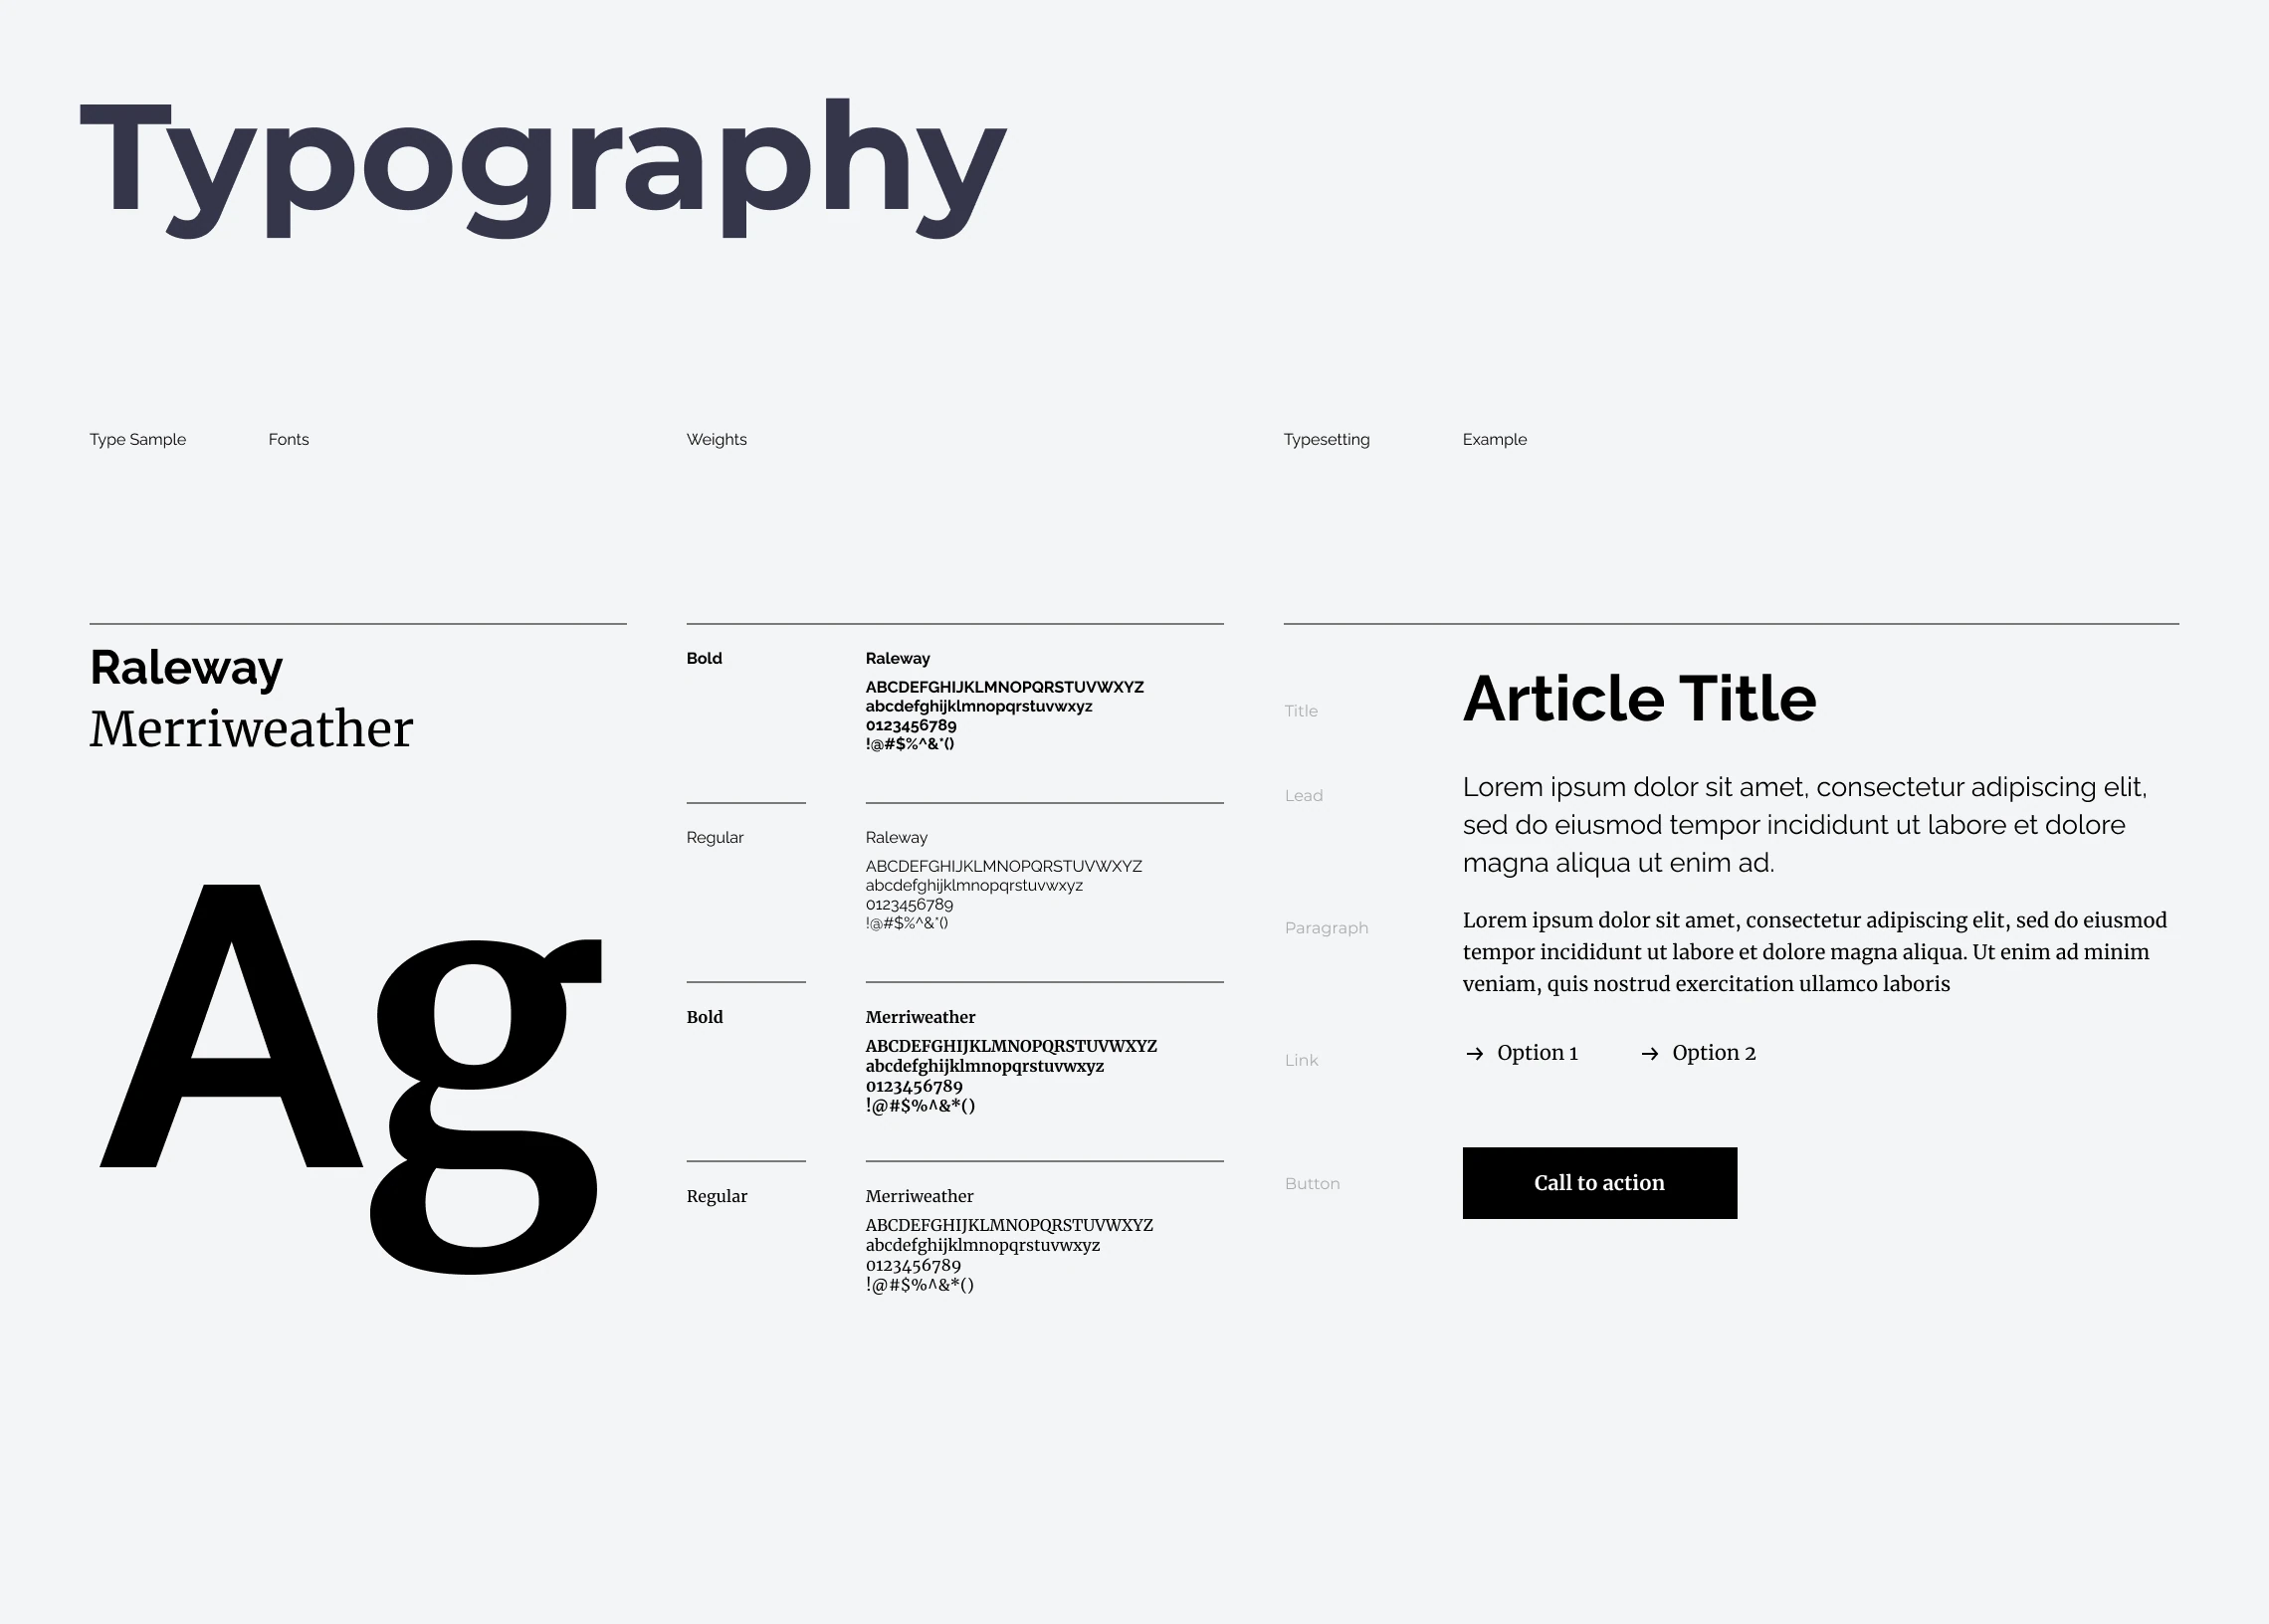 Typography
Type Sample
Fonts
Weights
Typesetting
Example
Raleway
Merriweather
Ag
Bold
Raleway
ABCDEFGHIJKLMNOPQRSTUVWXYZ
abcdefghijklmnopqrstuvwxyz
0123456789
!@#$%^&*()
Regular
Raleway
ABCDEFGHIJKLMNOPQRSTUVWXYZ
abcdefghijklmnopqrstuvwxyz
0123456789
!@#$%^&*()
Bold
Merriweather
ABCDEFGHIJKLMNOPQRSTUVWXYZ
abcdefghijklmnopqrstuvwxyz
0123456789
!@#$%^&*()
Regular
Merriweather
ABCDEFGHIJKLMNOPQRSTUVWXYZ
abcdefghijklmnopqrstuvwxyz
0123456789
!@#$%^&*()
Title
Article Title
Lead
Lorem ipsum dolor sit amet, consectetur adipiscing elit,
sed do eiusmod tempor incididunt ut labore et dolore
magna aliqua ut enim ad.
Paragraph
Lorem ipsum dolor sit amet, consectetur adipiscing elit, sed do eiusmod
tempor incididunt ut labore et dolore magna aliqua. Ut enim ad minim
veniam, quis nostrud exercitation ullamco laboris
Link
→ Option 1
→ Option 2
Button
Call to action